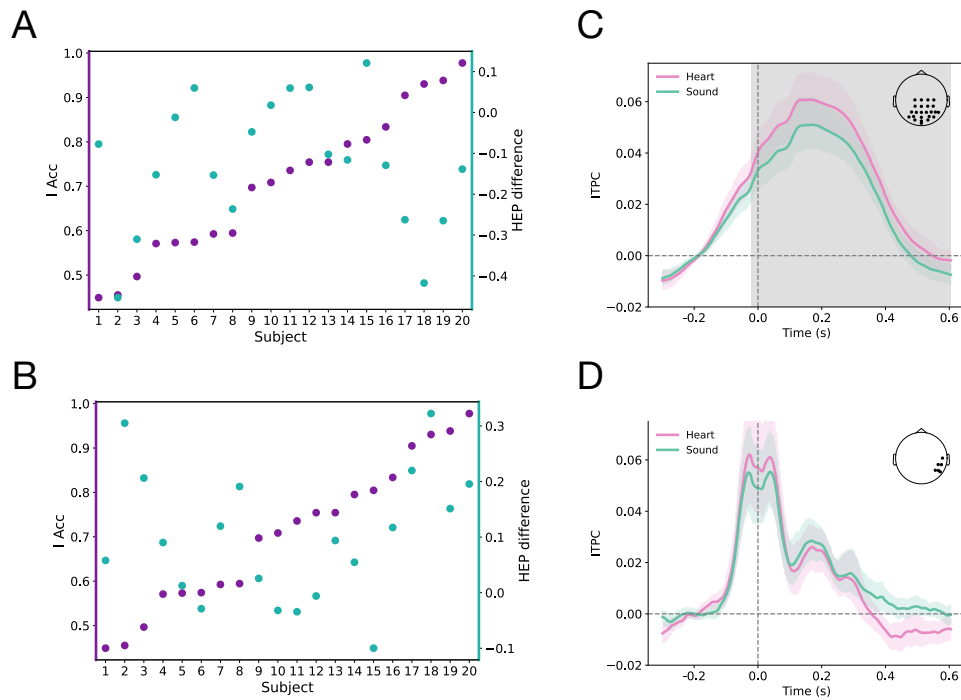 A
1.0
0.9
0.8
0.7
0.6
0.5
I Acc
0.1
0.0
−0.1
−0.2
−0.3
−0.4
HEP difference
1 2 3 4 5 6 7 8 9 10 11 12 13 14 15 16 17 18 19 20
Subject
C
Heart
Sound
0.06
0.04
0.02
0.00
−0.02
ITPC
-0.2 0.0 0.2 0.4 0.6
Time (s)
B
1.0
0.9
0.8
0.7
0.6
0.5
I Acc
0.3
0.2
0.1
0.0
−0.1
HEP difference
1 2 3 4 5 6 7 8 9 10 11 12 13 14 15 16 17 18 19 20
Subject
D
Heart
Sound
0.06
0.04
0.02
0.00
−0.02
ITPC
-0.2 0.0 0.2 0.4 0.6
Time (s)